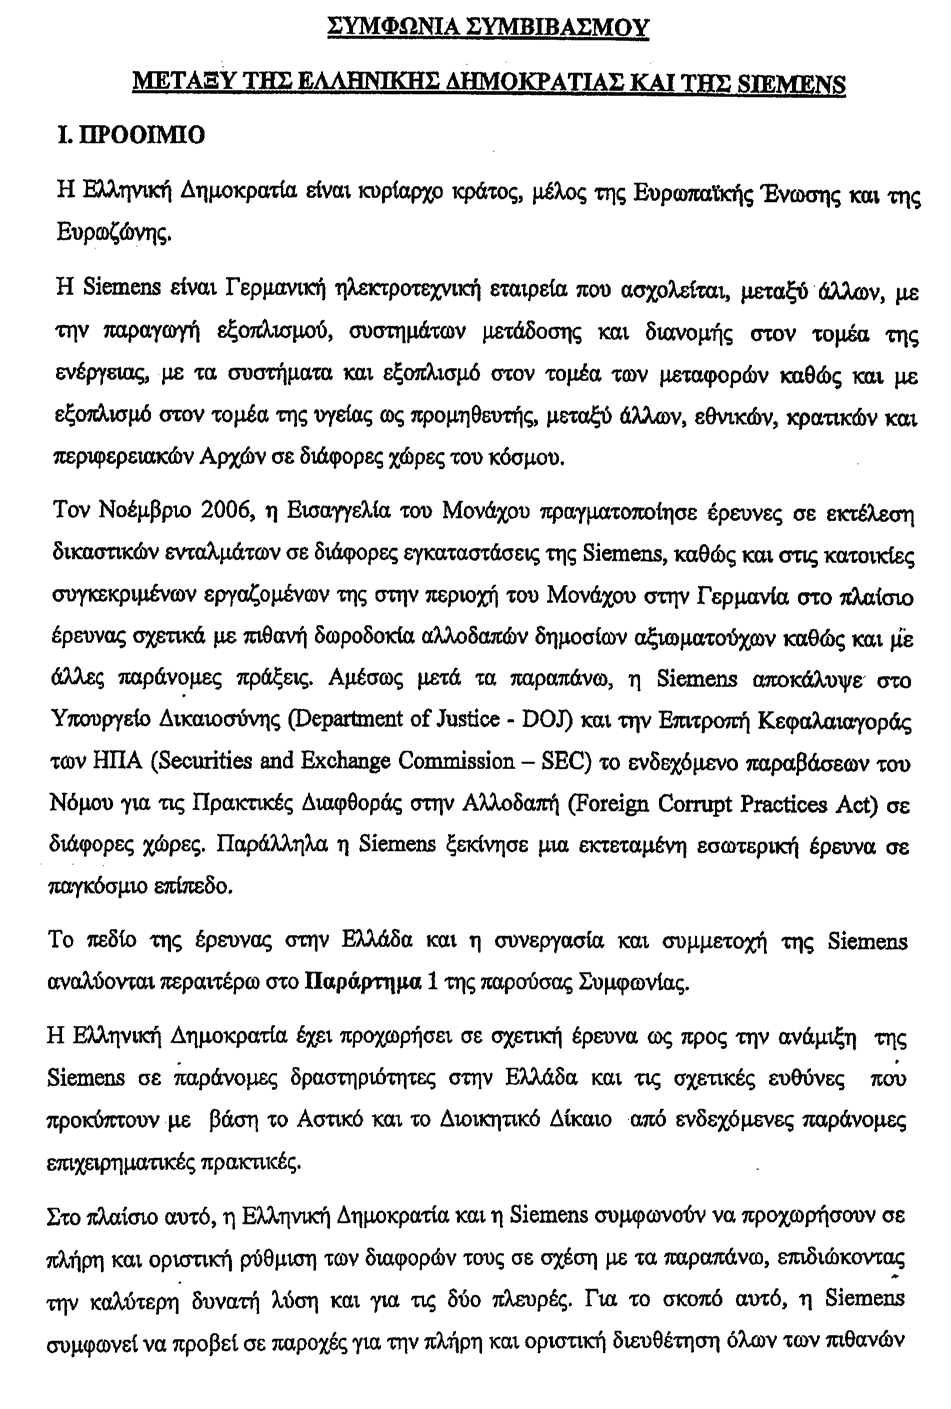 ΣΥΜΦΩΝΙΑ ΣΥΜΒΙΒΑΣΜΟΥ
ΜΕΤΑΞΥ ΤΗΣ ΕΛΛΗΝΙΚΗΣ ΔΗΜΟΚΡΑΤΙΑΣ ΚΑΙ ΤΗΣ SIEMENS
Ι. ΠΡΟΟΙΜΙΟ
Η Ελληνική Δημοκρατία είναι κυρίαρχο κράτος, μέλος της Ευρωπαϊκής Ένωσης και της
Ευρωζώνης.
Η Siemens είναι Γερμανική ηλεκτροτεχνική εταιρεία που ασχολείται, μεταξύ άλλων, με
την παραγωγή εξοπλισμού, συστημάτων μετάδοσης και διανομής στον τομέα της
ενέργειας, με τα συστήματα και εξοπλισμό στον τομέα των μεταφορών καθώς και με
εξοπλισμό στον τομέα της υγείας ως προμηθευτής, μεταξύ άλλων, εθνικών, κρατικών και
περιφερειακών Αρχών σε διάφορες χώρες του κόσμου.
Τον Νοέμβριο 2006, η Εισαγγελία του Μονάχου πραγματοποίησε έρευνες σε εκτέλεση
δικαστικών ενταλμάτων σε διάφορες εγκαταστάσεις της Siemens, καθώς και στις κατοικίες
συγκεκριμένων εργαζομένων της στην περιοχή του Μονάχου στην Γερμανία στο πλαίσιο
έρευνας σχετικά με πιθανή δωροδοκία αλλοδαπών δημοσίων αξιωματούχων καθώς και με
άλλες παράνομες πράξεις. Αμέσως μετά τα παραπάνω, η Siemens αποκάλυψε στο
Υπουργείο Δικαιοσύνης (Department of Justice - DOJ) και την Επιτροπή Κεφαλαιαγοράς
των ΗΠΑ (Securities and Exchange Commission – SEC) το ενδεχόμενο παραβάσεων του
Νόμου για τις Πρακτικές Διαφθοράς στην Αλλοδαπή (Foreign Corrupt Practices Act) σε
διάφορες χώρες. Παράλληλα η Siemens ξεκίνησε μια εκτεταμένη εσωτερική έρευνα σε
παγκόσμιο επίπεδο.
Το πεδίο της έρευνας στην Ελλάδα και η συνεργασία και συμμετοχή της Siemens
αναλύονται περαιτέρω στο Παράρτημα 1 της παρούσας Συμφωνίας.
Η Ελληνική Δημοκρατία έχει προχωρήσει σε σχετική έρευνα ως προς την ανάμιξη της
Siemens σε παράνομες δραστηριότητες στην Ελλάδα και τις σχετικές ευθύνες που
προκύπτουν με βάση το Αστικό και το Διοικητικό Δίκαιο από ενδεχόμενες παράνομες
επιχειρηματικές πρακτικές.
Στο πλαίσιο αυτό, η Ελληνική Δημοκρατία και η Siemens συμφωνούν να προχωρήσουν σε
πλήρη και οριστική ρύθμιση των διαφορών τους σε σχέση με τα παραπάνω, επιδιώκοντας
την καλύτερη δυνατή λύση και για τις δύο πλευρές. Για το σκοπό αυτό, η Siemens
συμφωνεί να προβεί σε παροχές για την πλήρη και οριστική διευθέτηση όλων των πιθανών